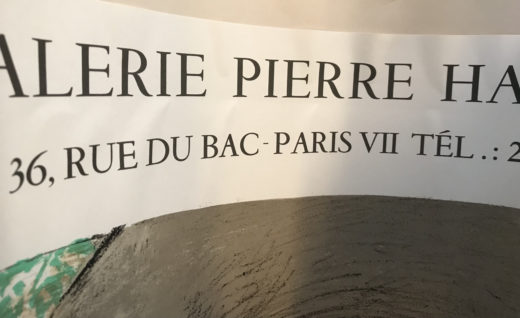 ALERIE PIERRE HA
36, RUE DU BAC-PARIS VII TÉL.: 2